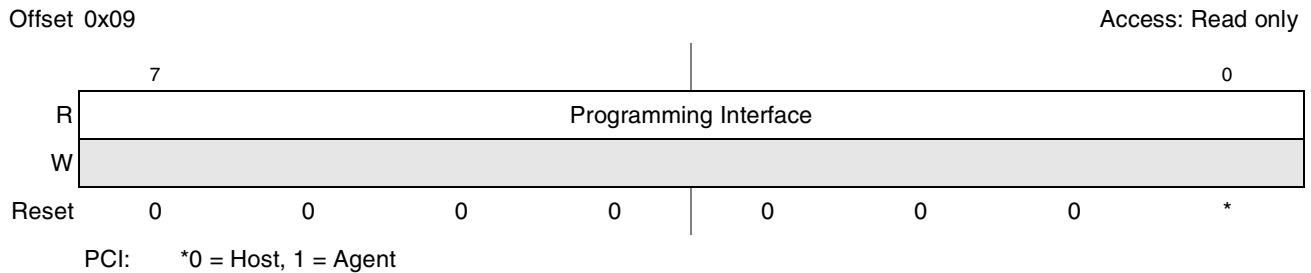 Offset 0x09 Access: Read only
7 0
R Programming Interface
W
Reset 0 0 0 0 0 0 0 *
PCI: *0 = Host, 1 = Agent